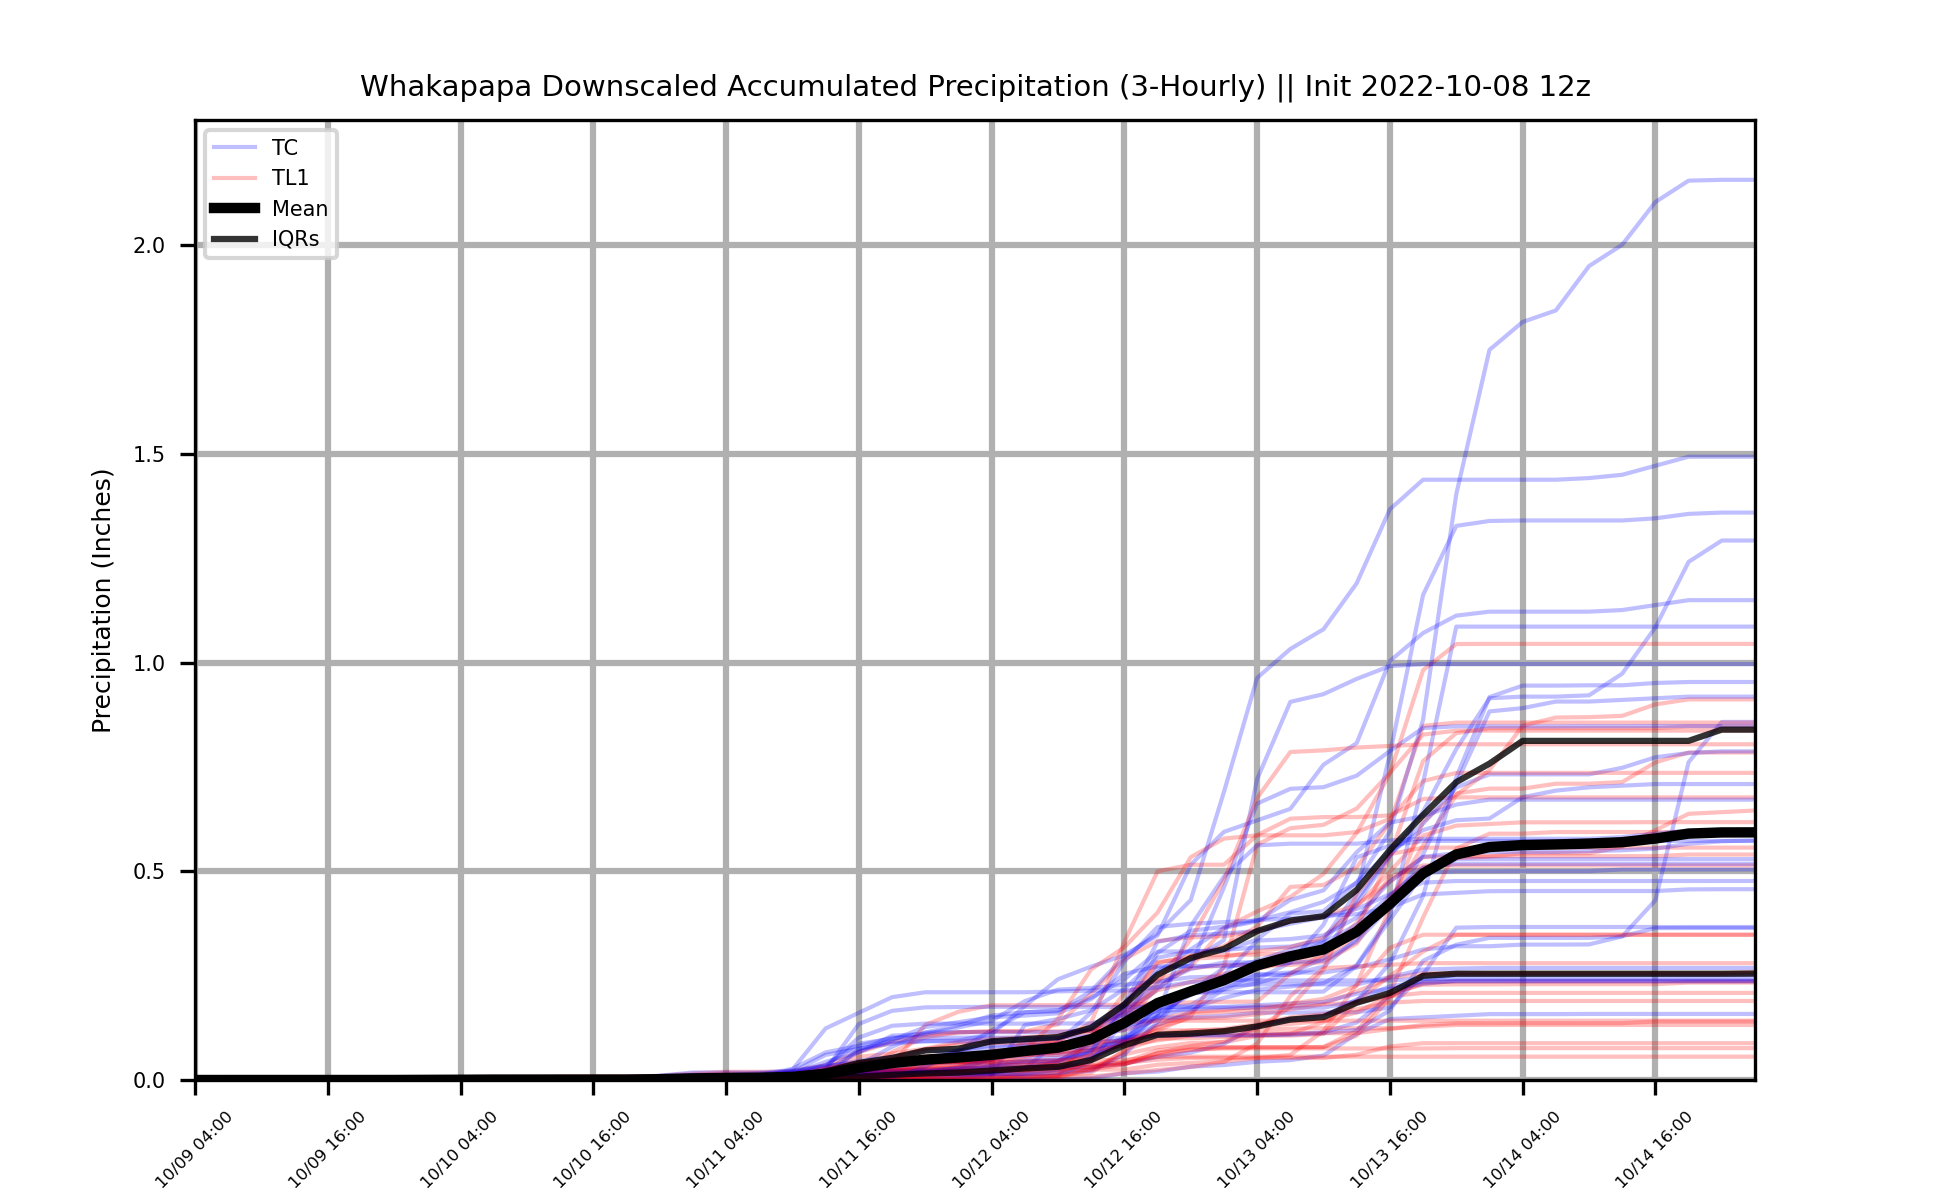 Whakapapa Downscaled Accumulated Precipitation (3-Hourly) || Init 2022-10-08 12z
TC
TL1
Mean
IQRs
Precipitation (Inches)
2.0
1.5
1.0
0.5
0.0
10/09 04:00
10/09 16:00
10/10 04:00
10/10 16:00
10/11 04:00
10/11 16:00
10/12 04:00
10/12 16:00
10/13 04:00
10/13 16:00
10/14 04:00
10/14 16:00